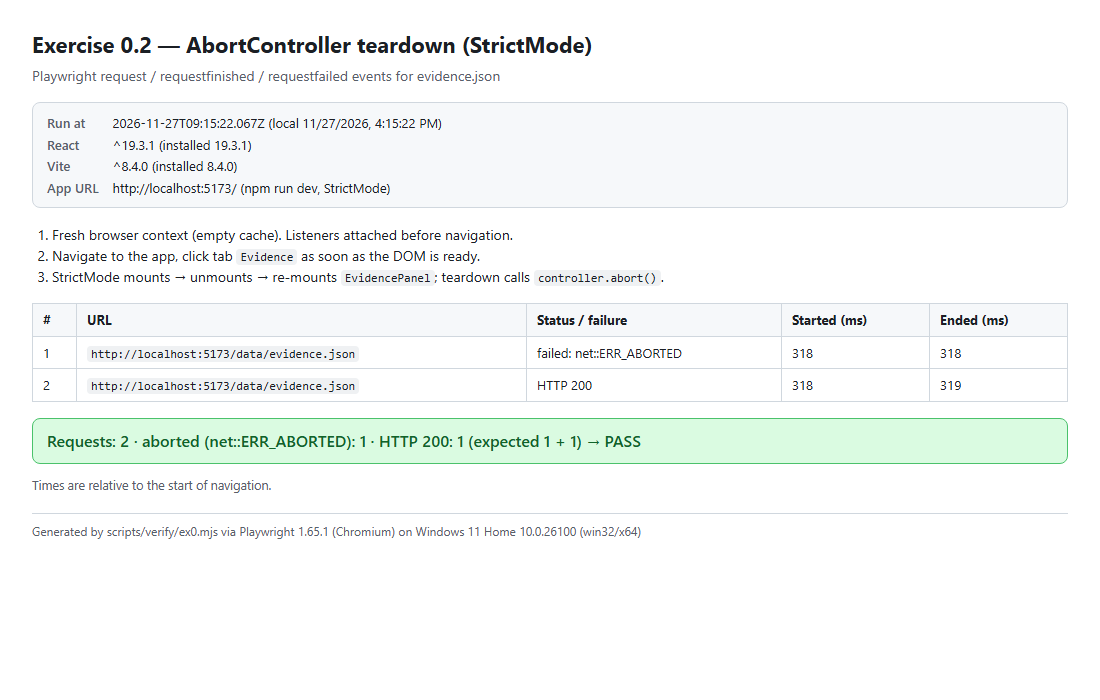 Exercise 0.2 — AbortController teardown (StrictMode)
Playwright request / requestfinished / requestfailed events for evidence.json
Run at 2026-11-27T09:15:22.067Z (local 11/27/2026, 4:15:22 PM)
React ^19.3.1 (installed 19.3.1)
Vite ^8.4.0 (installed 8.4.0)
App URL http://localhost:5173/ (npm run dev, StrictMode)
1. Fresh browser context (empty cache). Listeners attached before navigation.
2. Navigate to the app, click tab Evidence as soon as the DOM is ready.
3. StrictMode mounts → unmounts → re-mounts EvidencePanel; teardown calls controller.abort().
# URL Status / failure Started (ms) Ended (ms)
1 http://localhost:5173/data/evidence.json failed: net::ERR_ABORTED 318 318
2 http://localhost:5173/data/evidence.json HTTP 200 318 319
Requests: 2 · aborted (net::ERR_ABORTED): 1 · HTTP 200: 1 (expected 1 + 1) → PASS
Times are relative to the start of navigation.
Generated by scripts/verify/ex0.mjs via Playwright 1.65.1 (Chromium) on Windows 11 Home 10.0.26100 (win32/x64)